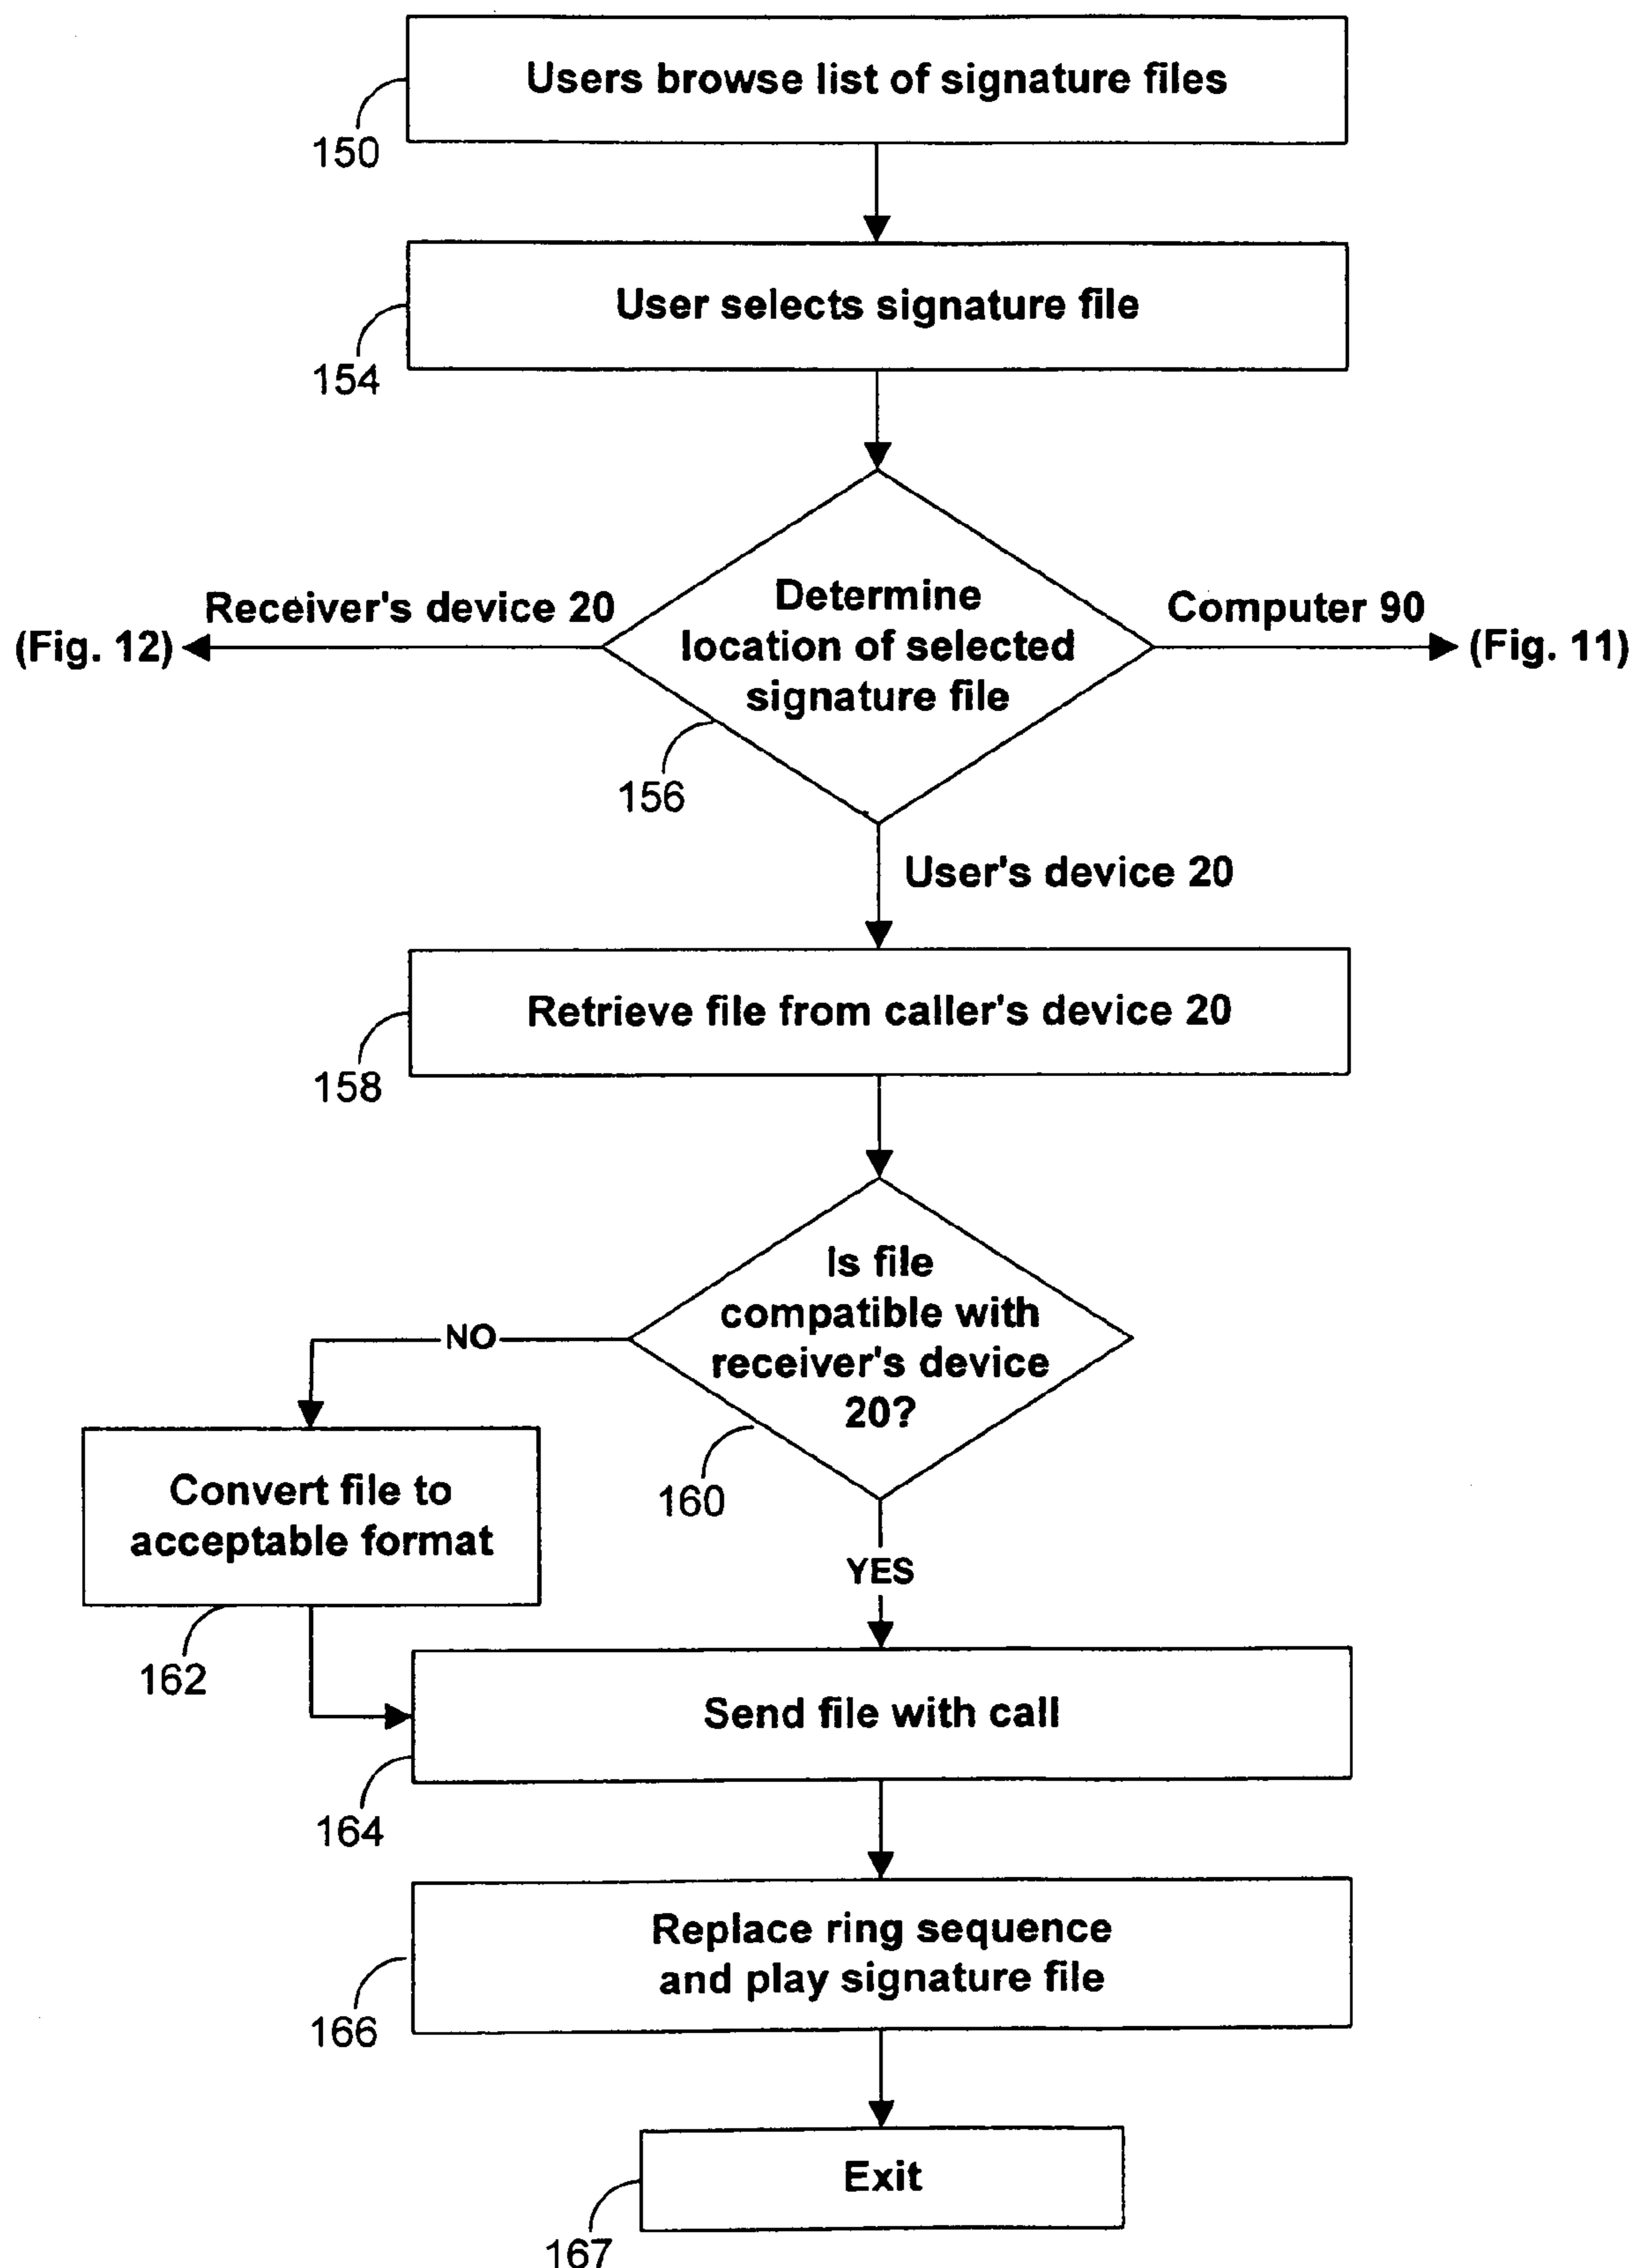 Users browse list of signature files
150
User selects signature file
154
Determine
location of selected
signature file
156
Receiver's device 20
(Fig. 12)
Computer 90
(Fig. 11)
User's device 20
Retrieve file from caller's device 20
158
Is file
compatible with
receiver's device
20?
160
NO
Convert file to
acceptable format
162
YES
Send file with call
164
Replace ring sequence
and play signature file
166
Exit
167